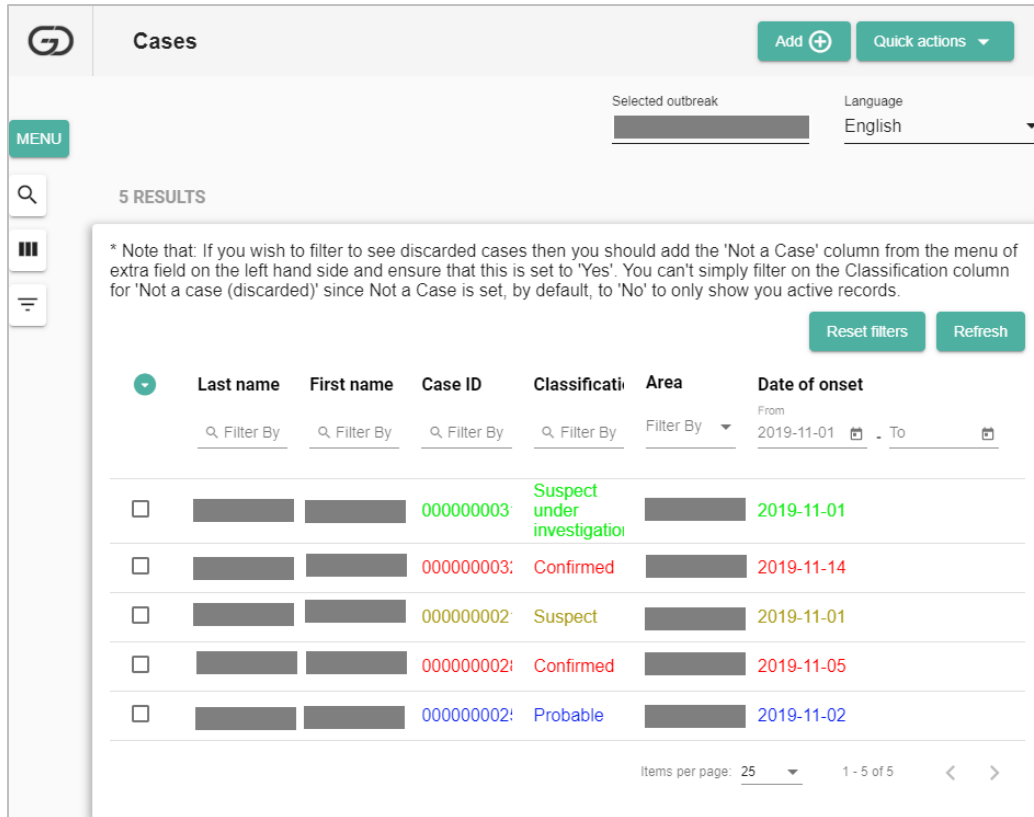 Cases
Add
Quick actions
Selected outbreak
Language
English
MENU
5 RESULTS
* Note that: If you wish to filter to see discarded cases then you should add the 'Not a Case' column from the menu of
extra field on the left hand side and ensure that this is set to 'Yes'. You can't simply filter on the Classification column
for 'Not a case (discarded)' since Not a Case is set, by default, to 'No' to only show you active records.
Reset filters Refresh
Last name First name Case ID Classificati Area Date of onset
From
Filter By Filter By Filter By Filter By Filter By 2019-11-01 - To
Suspect
000000003 under 2019-11-01
investigation
000000003 Confirmed 2019-11-14
000000002 Suspect 2019-11-01
000000002 Confirmed 2019-11-05
000000002 Probable 2019-11-02
Items per page: 25 1 - 5 of 5